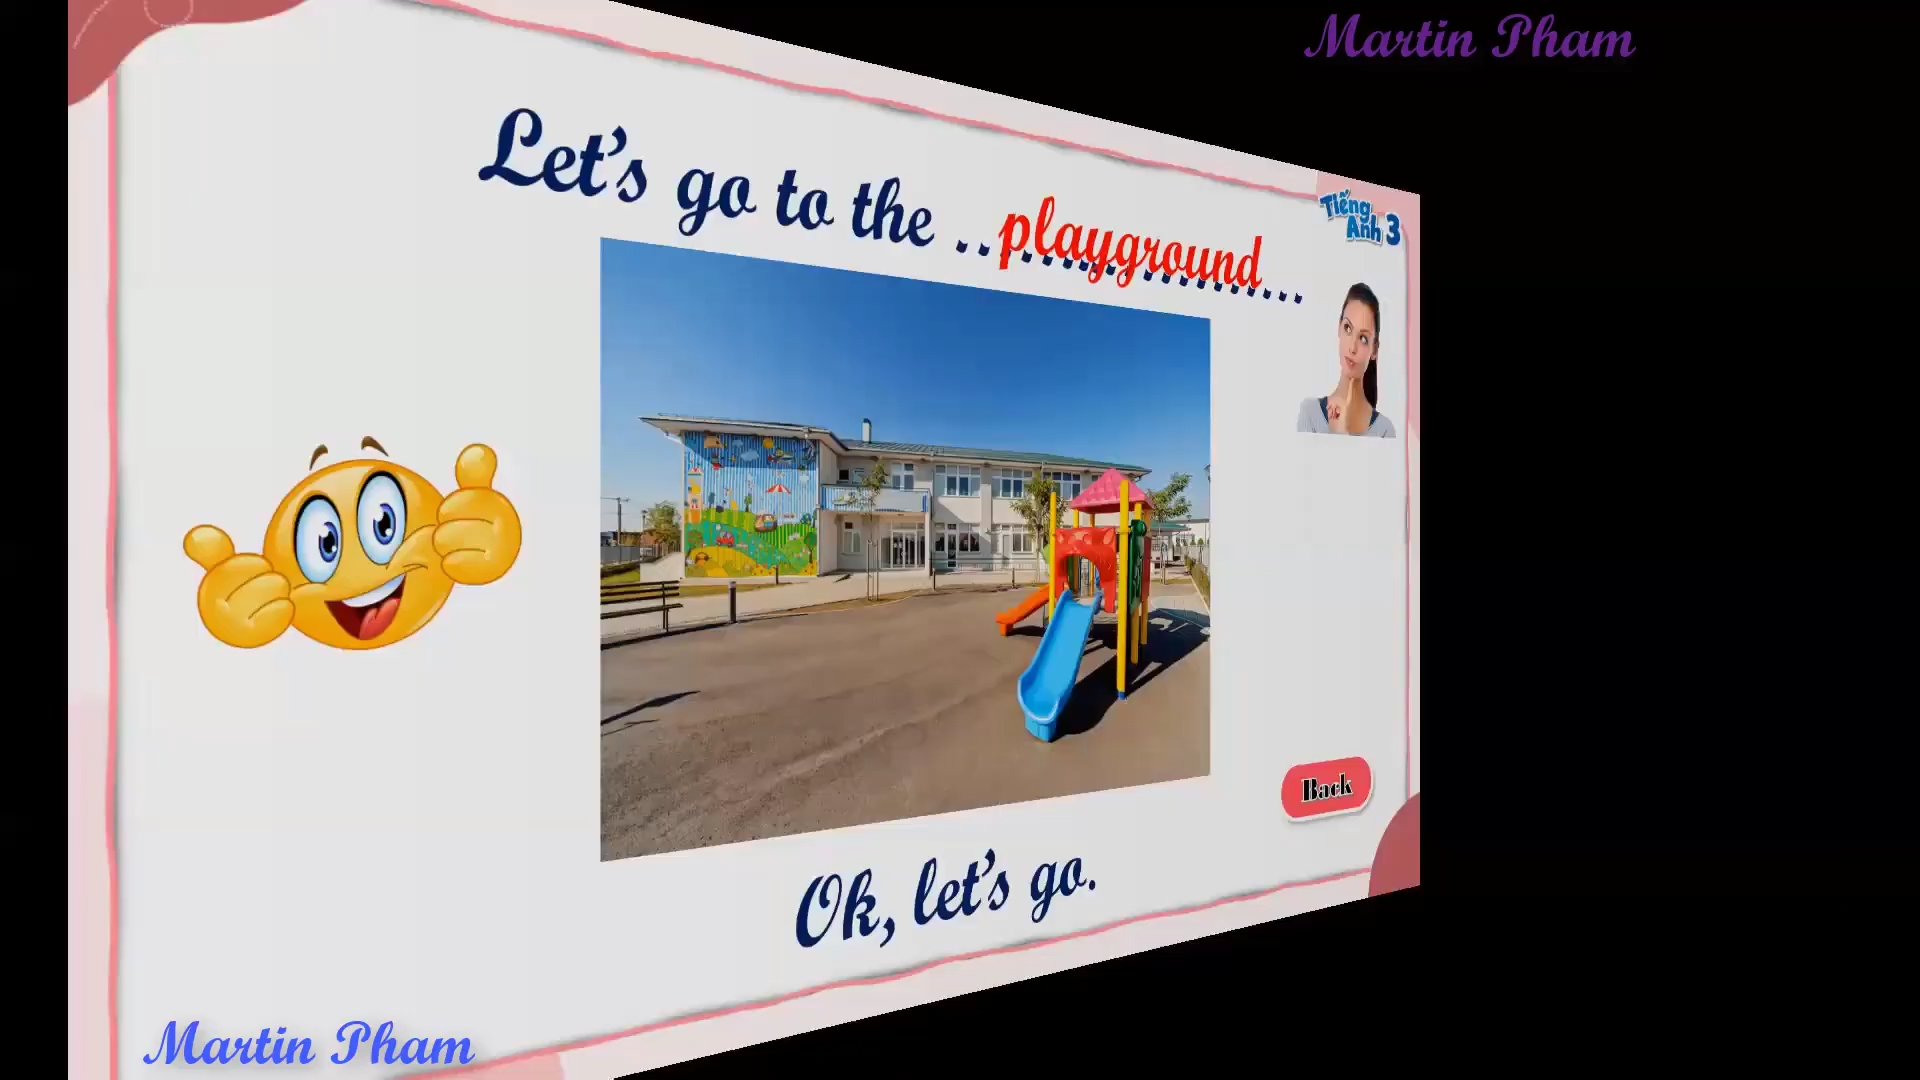 Martin Pham
Let's go to the ..playground...
Tiếng
Anh 3
Back
Ok, let's go.
Martin Pham